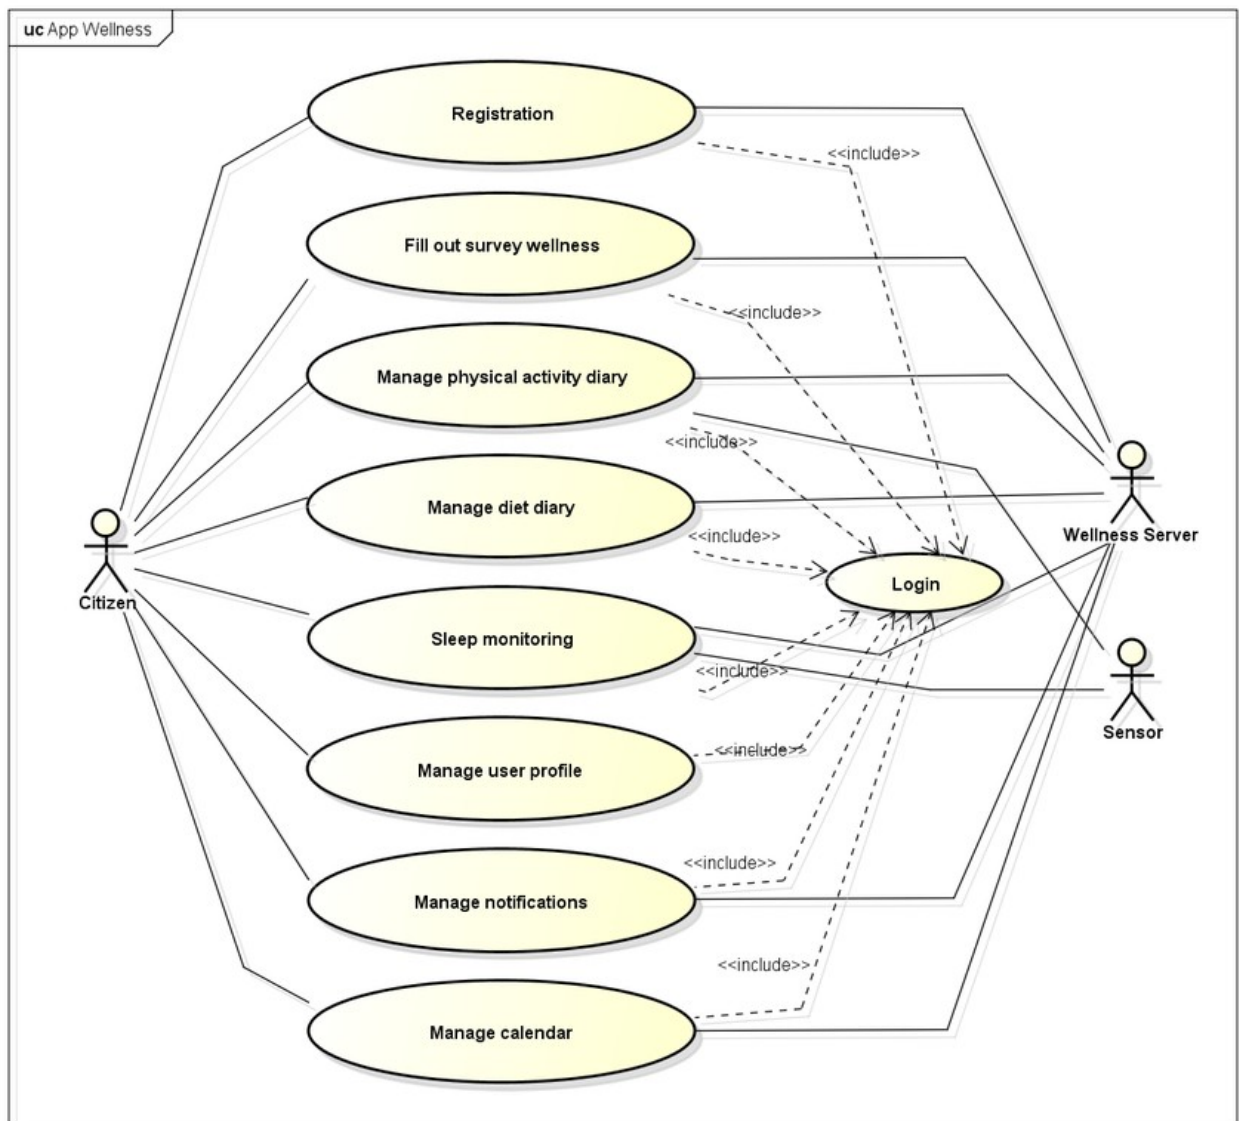 uc App Wellness
Registration
<<include>>
Fill out survey wellness
<<include>>
Manage physical activity diary
<<include>>
Manage diet diary
<<include>>
Wellness Server
Login
Citizen
Sleep monitoring
<<include>>
Sensor
<<include>>
Manage user profile
<<include>>
Manage notifications
<<include>>
Manage calendar